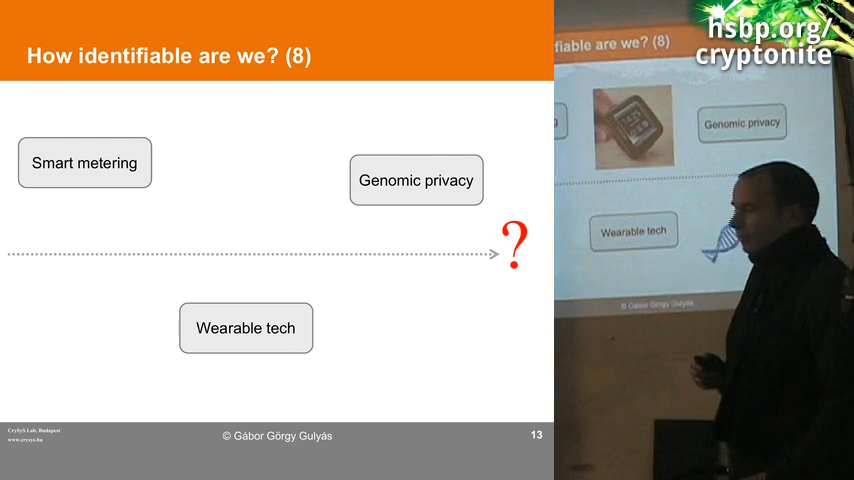 How identifiable are we? (8)
Smart metering
Genomic privacy
?
Wearable tech
CrySyS Lab, Budapest
www.crysys.hu
© Gábor Görgy Gulyás
13
hsbp.org/
cryptonite
fiable are we? (8)
g
Genomic privacy
Wearable tech
© Gábor Görgy Gulyás